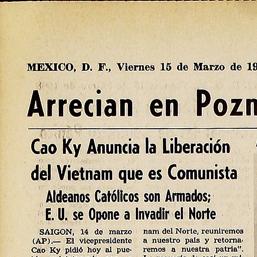 MEXICO, D. F., Viernes 15 de Marzo de 19
Arrecian en Pozn
Cao Ky Anuncia la Liberación
del Vietnam que es Comunista
Aldeanos Católicos son Armados;
E. U. se Opone a Invadir el Norte
SAIGON, 14 de marzo
(AP).— El vicepresidente
Cao Ky pidió hoy al pue-
nam del Norte, reuniremos
a nuestro país y retorna-
remos a nuestra patria".